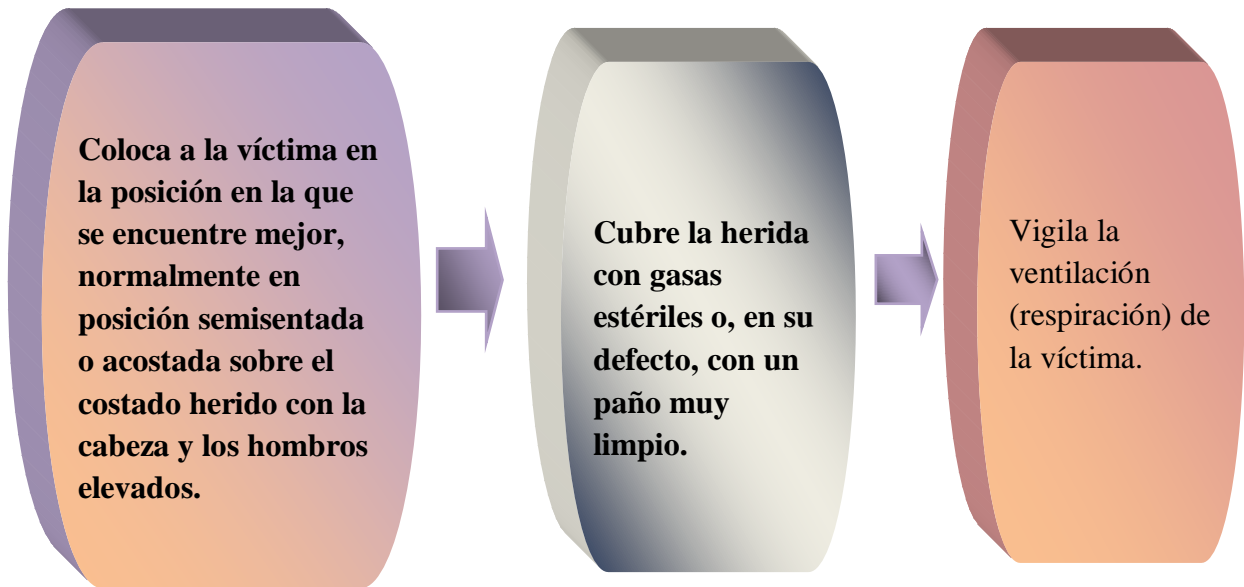 Coloca a la víctima en
la posición en la que
se encuentre mejor,
normalmente en
posición semisentada
o acostada sobre el
costado herido con la
cabeza y los hombros
elevados.
Cubre la herida
con gasas
estériles o, en su
defecto, con un
paño muy
limpio.
Vigila la
ventilación
(respiración) de
la víctima.